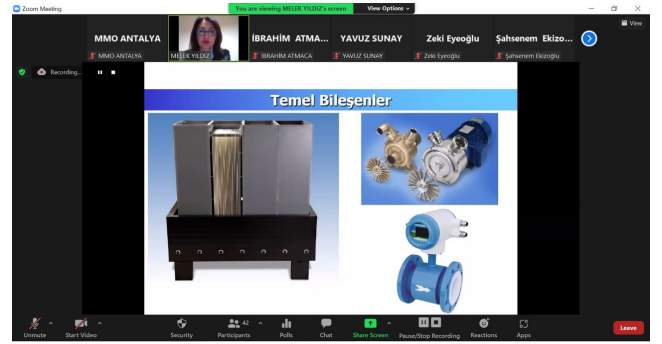 Zoom Meeting
You are viewing MELEK YILDIZ's screen
View Options
View
MMO ANTALYA
İBRAHİM ATMA...
YAVUZ SUNAY
Zeki Eyeoğlu
Şahsenem Ekizo...
MMO ANTALYA
MELEK YILDIZ
İBRAHİM ATMACA
YAVUZ SUNAY
Zeki Eyeoğlu
Şahsenem Ekizoğlu
Recording...
Temel Bileşenler
Unmute
Start Video
Security
42
Participants
Polls
Chat
Share Screen
Pause/Stop Recording
Reactions
Apps
Leave